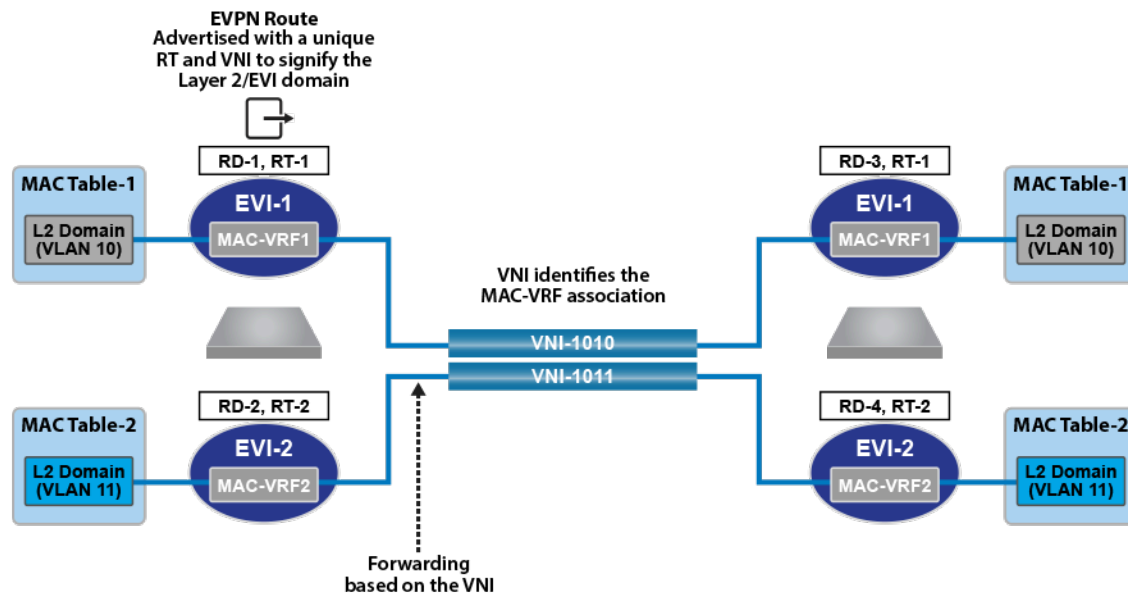 EVPN Route
Advertised with a unique
RT and VNI to signify the
Layer 2/EVI domain
RD-1, RT-1
MAC Table-1
L2 Domain
(VLAN 10)
EVI-1
MAC-VRF1
RD-3, RT-1
EVI-1
MAC-VRF1
MAC Table-1
L2 Domain
(VLAN 10)
VNI identifies the
MAC-VRF association
VNI-1010
VNI-1011
RD-2, RT-2
MAC Table-2
L2 Domain
(VLAN 11)
EVI-2
MAC-VRF2
RD-4, RT-2
EVI-2
MAC-VRF2
MAC Table-2
L2 Domain
(VLAN 11)
Forwarding
based on the VNI